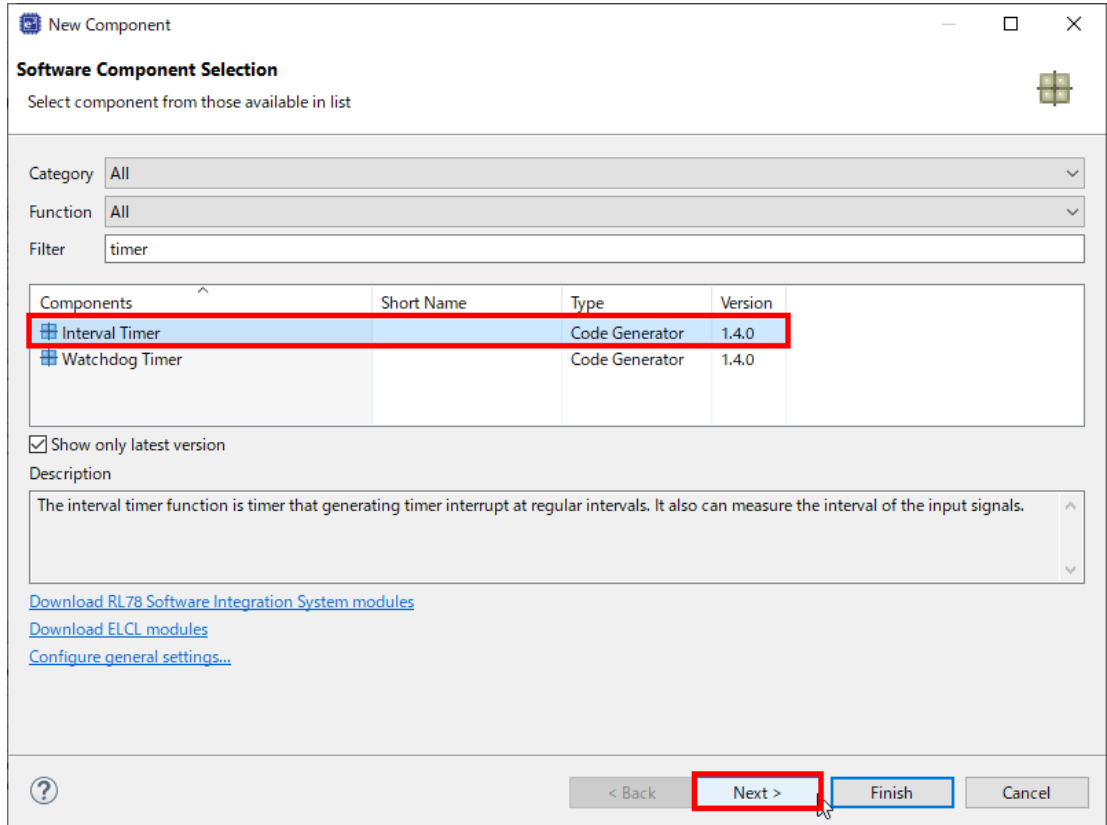 New Component
Software Component Selection
Select component from those available in list
Category All
Function All
Filter timer
Components Short Name Type Version
Interval Timer Code Generator 1.4.0
Watchdog Timer Code Generator 1.4.0
Show only latest version
Description
The interval timer function is timer that generating timer interrupt at regular intervals. It also can measure the interval of the input signals.
Download RL78 Software Integration System modules
Download ELCL modules
Configure general settings...
? < Back Next > Finish Cancel